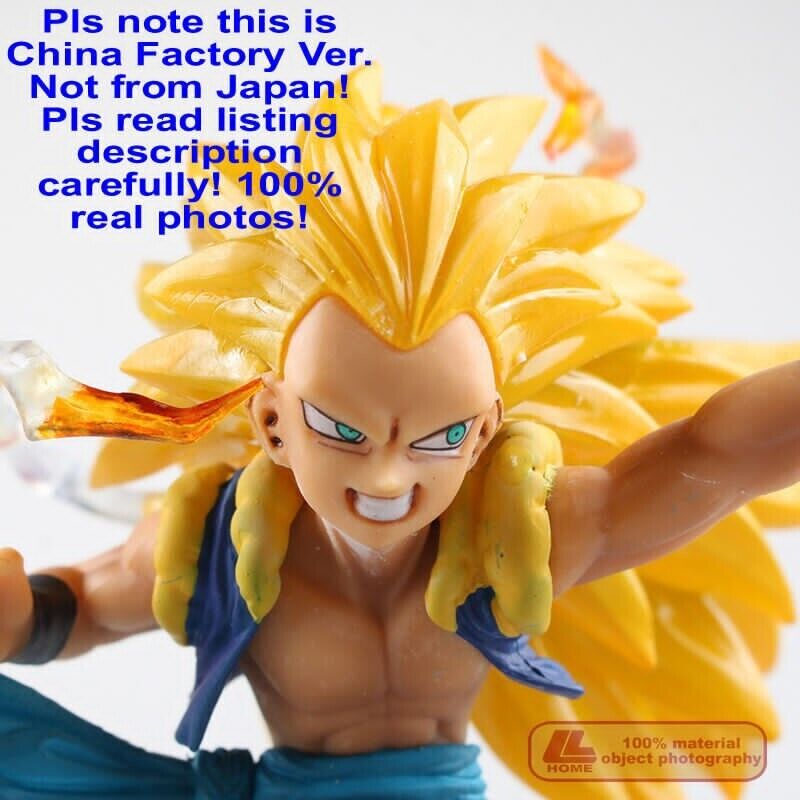 Pls note this is
China Factory Ver.
Not from Japan!
Pls read listing
description
carefully! 100%
real photos!
LL
HOME
100% material
object photography